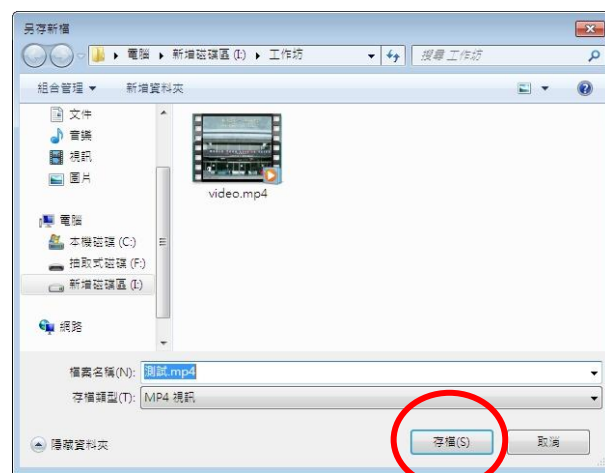 另存新檔
電腦 新增磁碟區 (I:) 工作坊
搜尋 工作坊
組合管理 新增資料夾
文件
音樂
視訊
圖片
電腦
本機磁碟 (C:)
抽取式磁碟 (F:)
新增磁碟區 (I:)
網路
video.mp4
檔案名稱(N): 測試.mp4
存檔類型(T): MP4 視訊
隱藏資料夾
存檔(S) 取消